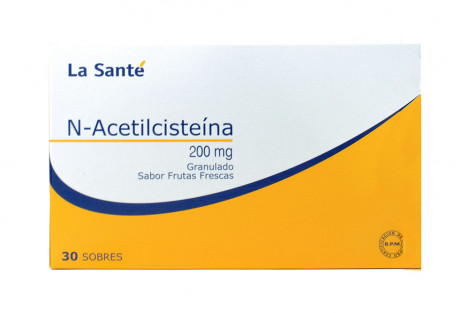 La Santé
N-Acetilcisteína
200 mg
Granulado
Sabor Frutas Frescas
30 SOBRES
B.P.M.